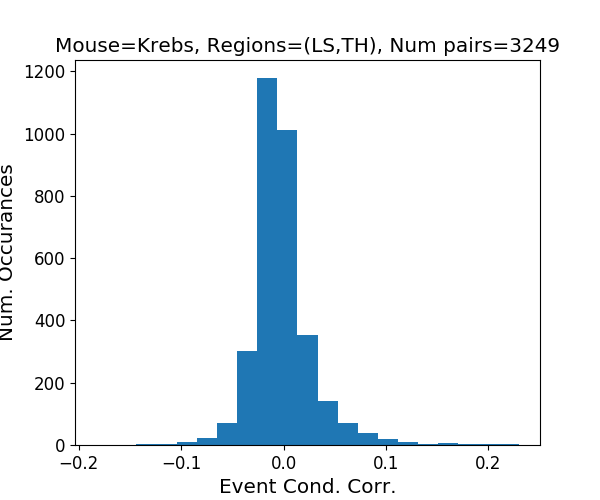 Mouse=Krebs, Regions=(LS,TH), Num pairs=3249
1200
1000
800
600
400
200
0
Num. Occurances
−0.2 −0.1 0.0 0.1 0.2
Event Cond. Corr.